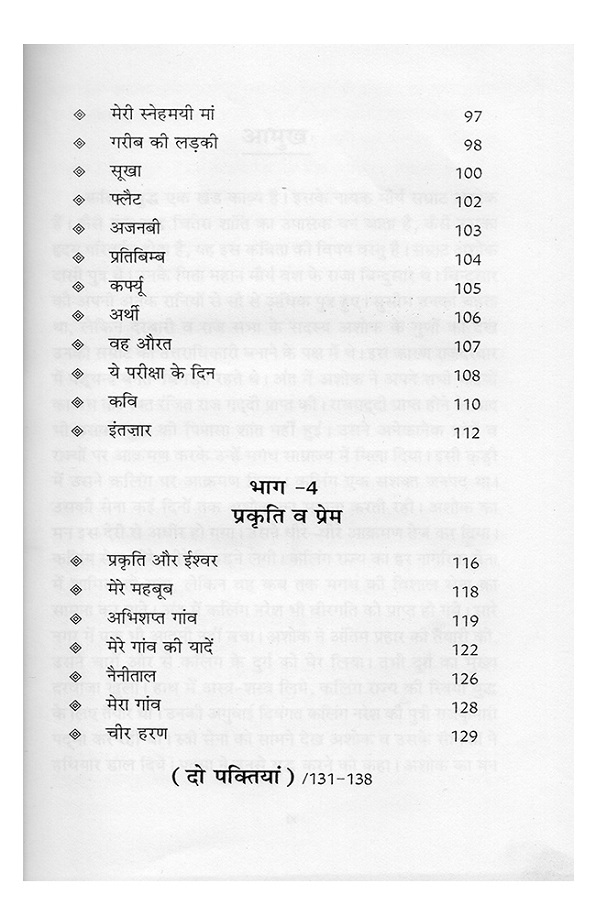 मेरी स्नेहमयी मां 97
गरीब की लड़की 98
सूखा 100
फ्लैट 102
अजनबी 103
प्रतिबिम्ब 104
कर्फ्यू 105
अर्थी 106
वह औरत 107
ये परीक्षा के दिन 108
कवि 110
इंतज़ार 112
भाग -4
प्रकृति व प्रेम
प्रकृति और ईश्वर 116
मेरे महबूब 118
अभिशप्त गांव 119
मेरे गांव की यादें 122
नैनीताल 126
मेरा गांव 128
चीर हरण 129
( दो पक्तियां ) /131-138